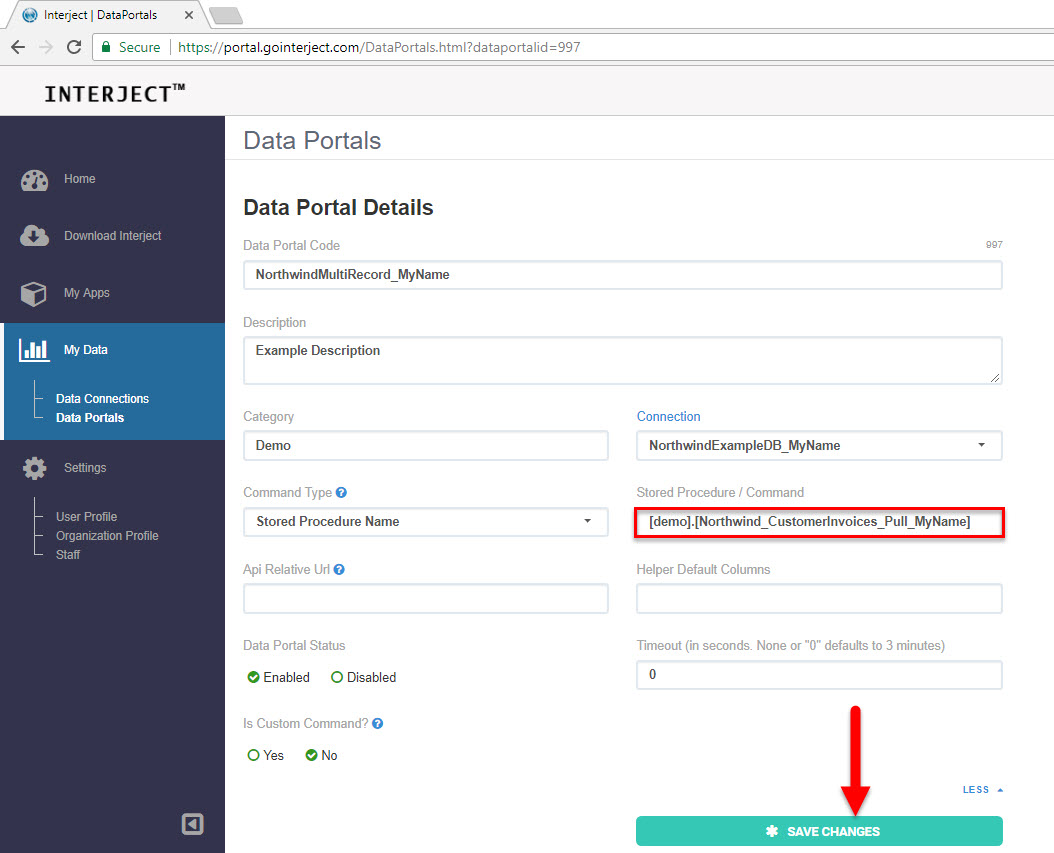 Interject | DataPortals
Secure https://portal.gointerject.com/DataPortals.html?dataportalid=997
INTERJECT™
Home
Download Interject
My Apps
My Data
Data Connections
Data Portals
Settings
User Profile
Organization Profile
Staff
Data Portals
Data Portal Details
Data Portal Code 997
NorthwindMultiRecord_MyName
Description
Example Description
Category Connection
Demo NorthwindExampleDB_MyName
Command Type Stored Procedure / Command
Stored Procedure Name [demo].[Northwind_CustomerInvoices_Pull_MyName]
Api Relative Url Helper Default Columns
Data Portal Status Timeout (in seconds. None or "0" defaults to 3 minutes)
Enabled Disabled 0
Is Custom Command?
Yes No
LESS
SAVE CHANGES